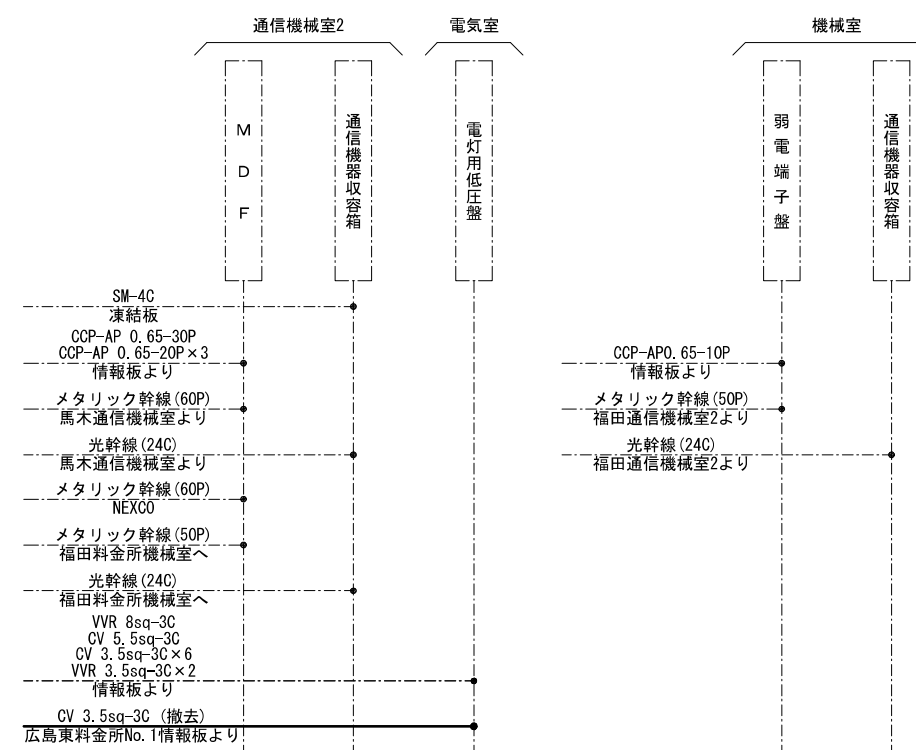 通信機械室2
電気室
機械室
MDF
通信機器収容箱
電灯用低圧盤
弱電端子盤
通信機器収容箱
SM-4C
凍結板
CCP-AP 0.65-30P
CCP-AP 0.65-20P×3
情報板より
メタリック幹線(60P)
馬木通信機械室より
光幹線(24C)
馬木通信機械室より
メタリック幹線(60P)
NEXCO
メタリック幹線(50P)
福田料金所機械室へ
光幹線(24C)
福田料金所機械室へ
VVR 8sq-3C
CV 5.5sq-3C
CV 3.5sq-3C×6
VVR 3.5sq-3C×2
情報板より
CV 3.5sq-3C (撤去)
広島東料金所No.1情報板より
CCP-AP0.65-10P
情報板より
メタリック幹線(50P)
福田通信機械室2より
光幹線(24C)
福田通信機械室2より